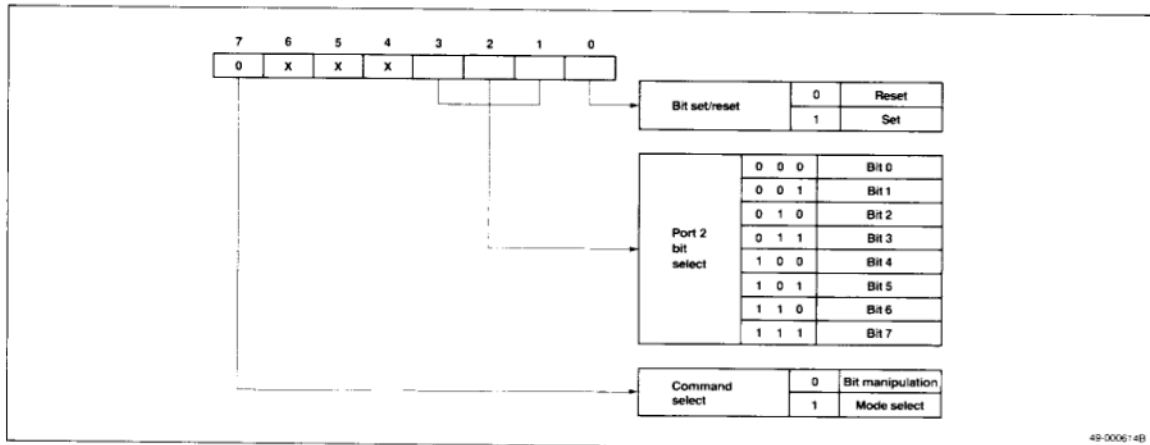 7 6 5 4 3 2 1 0
0 X X X
Bit set/reset
0 Reset
1 Set
Port 2
bit
select
0 0 0 Bit 0
0 0 1 Bit 1
0 1 0 Bit 2
0 1 1 Bit 3
1 0 0 Bit 4
1 0 1 Bit 5
1 1 0 Bit 6
1 1 1 Bit 7
Command
select
0 Bit manipulation
1 Mode select
49-000614B